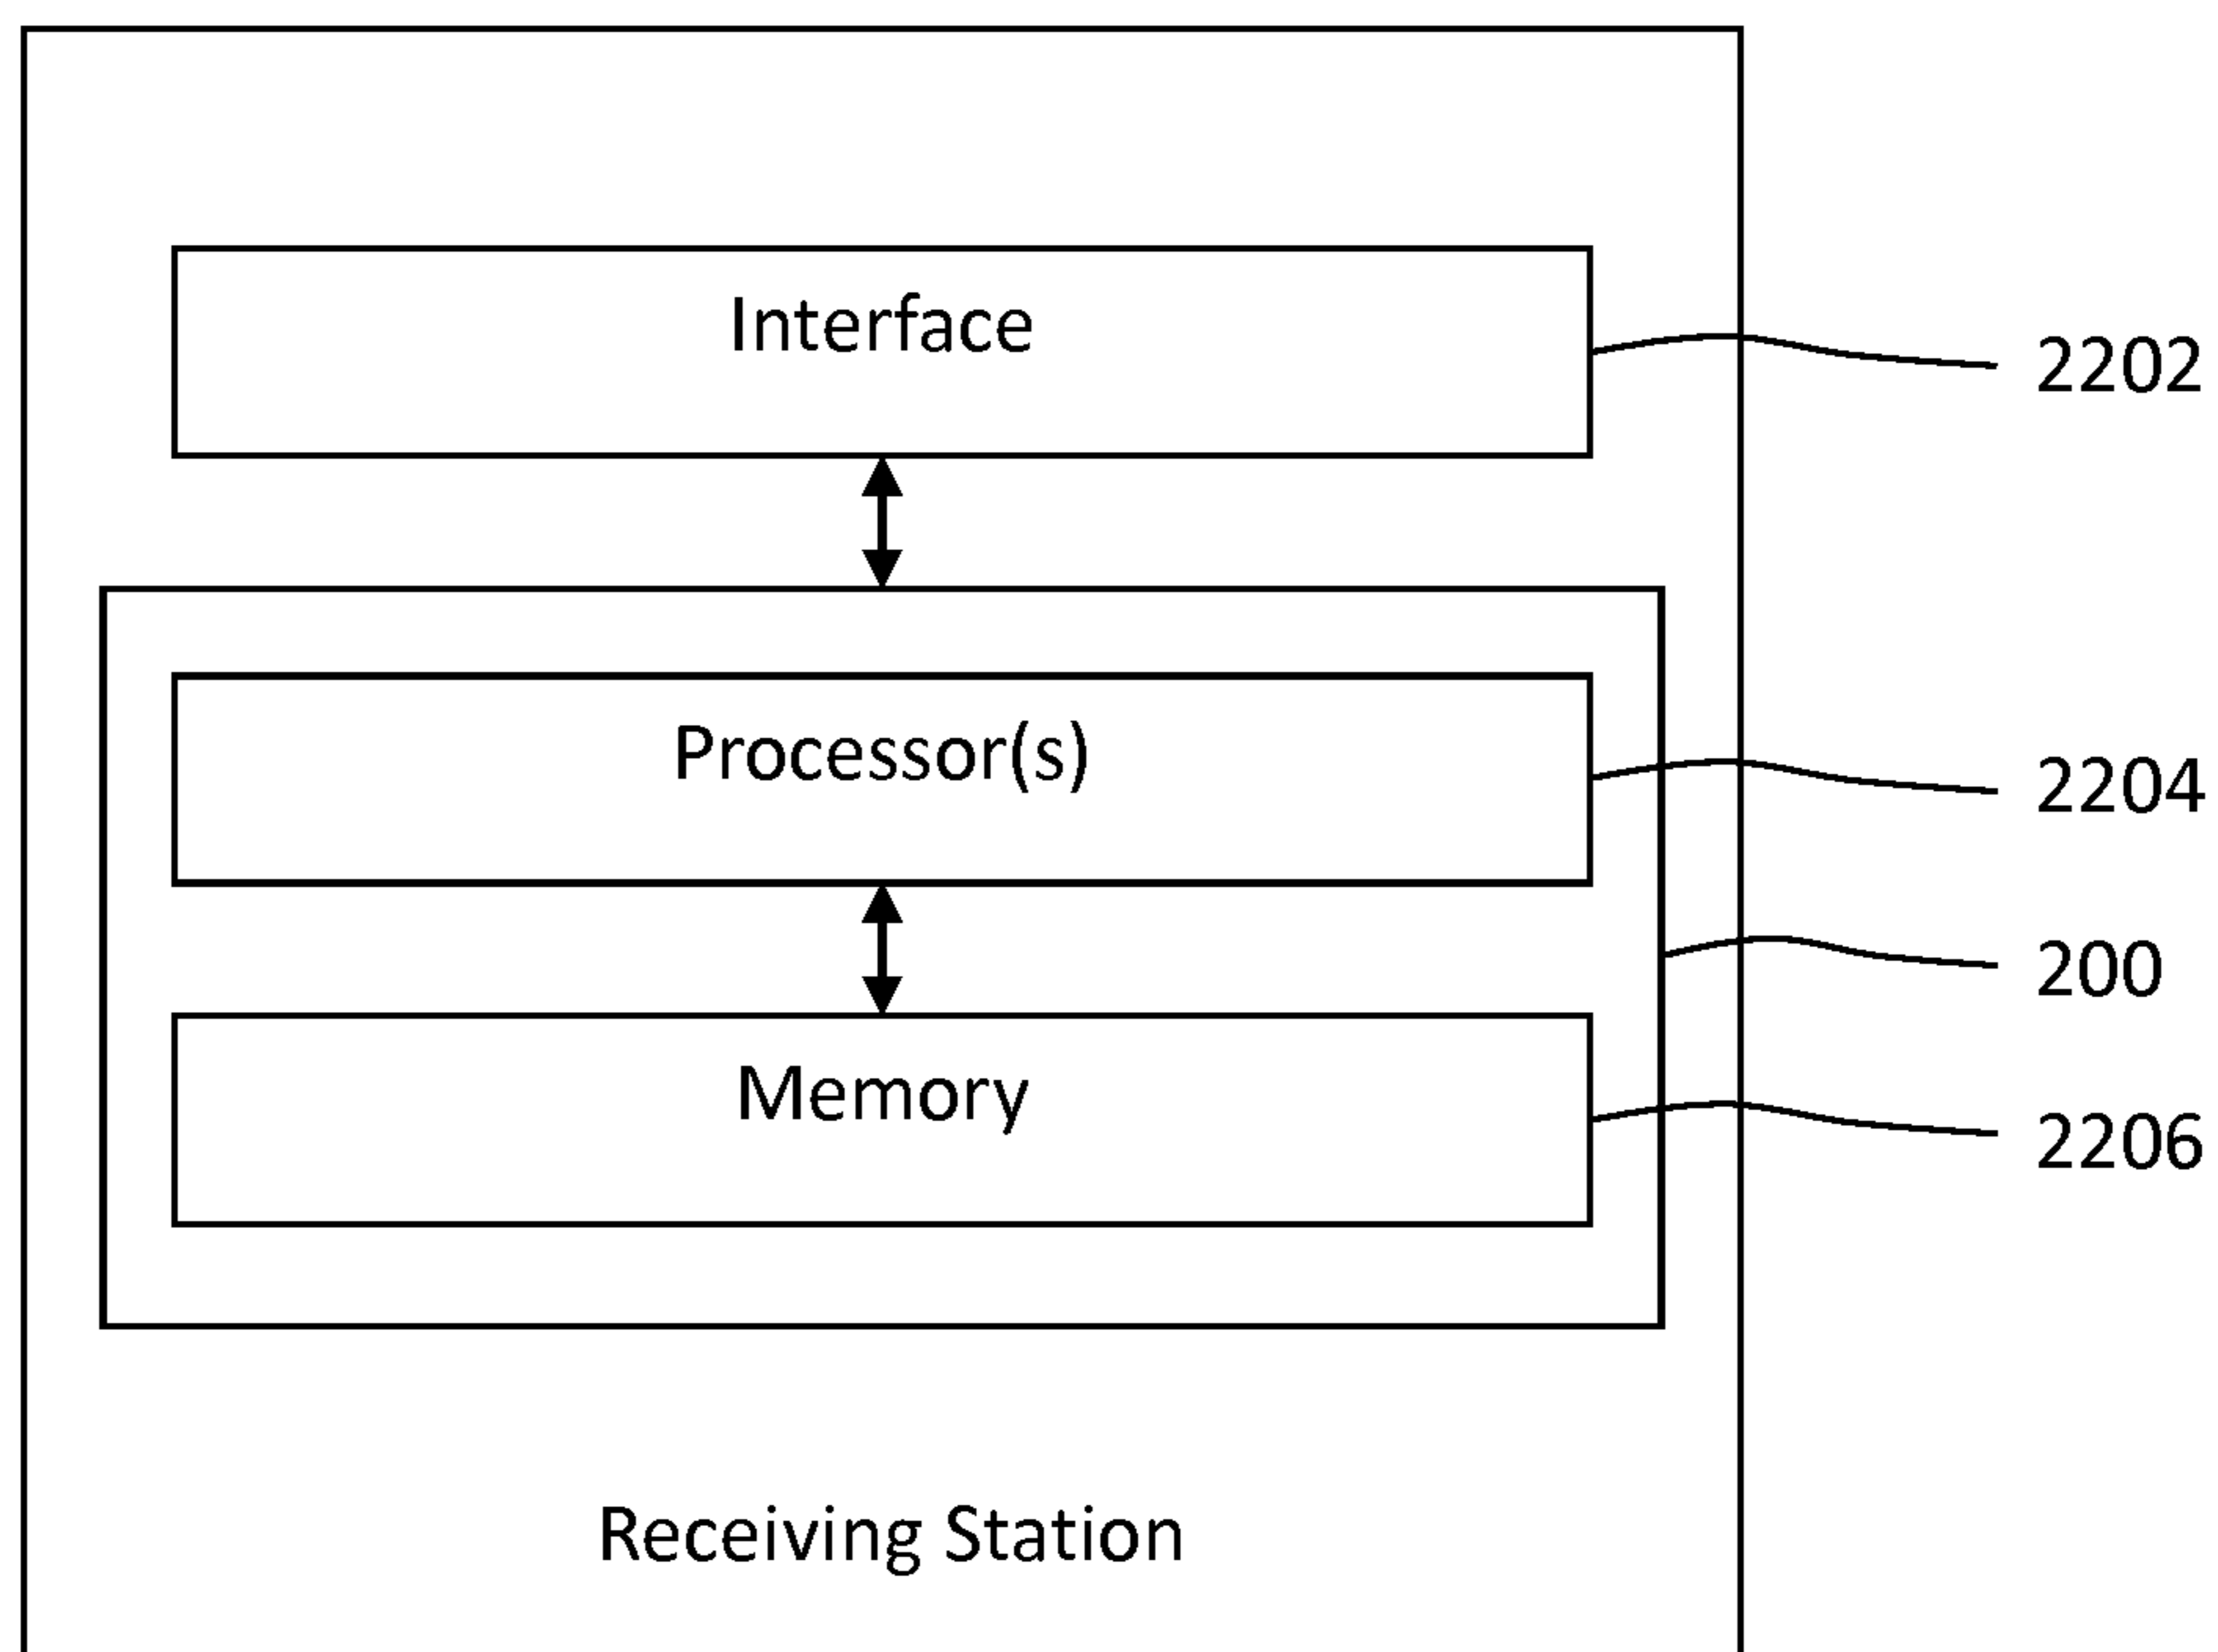 Interface
2202
Processor(s)
2204
200
Memory
2206
Receiving Station